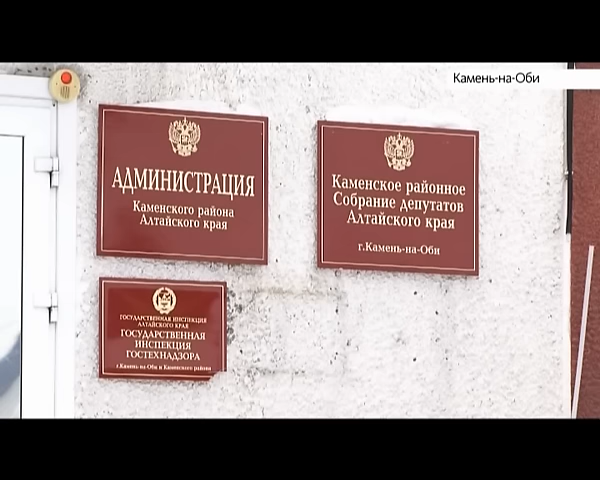 Камень-на-Оби
АДМИНИСТРАЦИЯ
Каменского района
Алтайского края
Каменское районное
Собрание депутатов
Алтайского края
г.Камень-на-Оби
ГОСУДАРСТВЕННАЯ ИНСПЕКЦИЯ
АЛТАЙСКОГО КРАЯ
ГОСУДАРСТВЕННАЯ
ИНСПЕКЦИЯ
ГОСТЕХНАДЗОРА
г.Камень-на-Оби и Каменского района